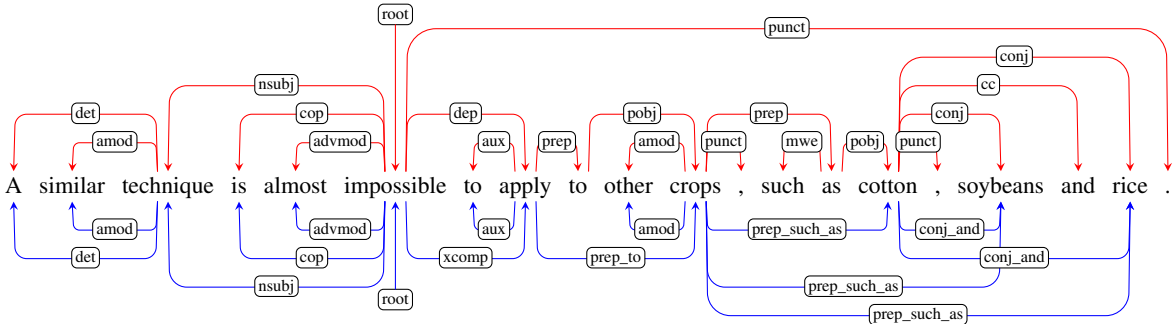 root
punct
conj
nsubj cc
det cop dep pobj prep conj
amod advmod aux prep amod punct mwe pobj punct
A similar technique is almost impossible to apply to other crops , such as cotton , soybeans and rice .
amod advmod aux amod prep_such_as conj_and
det cop xcomp prep_to conj_and
nsubj prep_such_as
root
prep_such_as